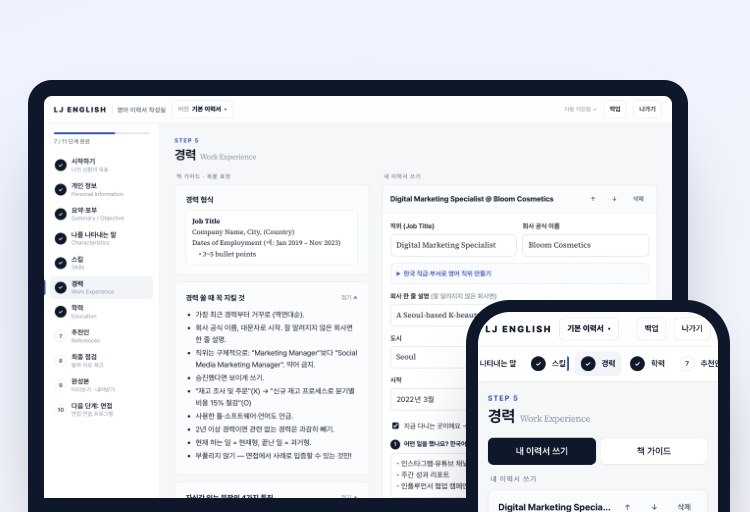 LJ ENGLISH 영어 이력서 작성실 버전 기본 이력서 백업 나가기
7 / 11 단계 완료
시작하기
개인 정보
Personal Information
요약·포부
Summary / Objective
나를 나타내는 말
Characteristics
스킬
Skills
경력
Work Experience
학력
Education
7 추천인
References
8 최종 점검
9 완성본
10 다음 단계: 면접
STEP 5
경력 Work Experience
책 가이드 · 특별 표현
경력 형식
Job Title
Company Name, City, (Country)
Dates of Employment (예: Jan 2019 – Nov 2023)
• 3~5 bullet points
경력 쓸 때 꼭 지킬 것 접기 ▲
• 가장 최근 경력부터 거꾸로 (역연대순).
• 회사 공식 이름, 대문자로 시작. 잘 알려지지 않은 회사면
한 줄 설명.
• 직위는 구체적으로: "Marketing Manager"보다 "Social
Media Marketing Manager". 약어 금지.
• 승진했다면 보이게 쓰기.
• "재고 조사 및 주문"(X) → "신규 재고 프로세스로 분기별
비용 15% 절감"(O)
• 사용한 툴·소프트웨어·언어도 언급.
• 2년 이상 경력이면 관련 없는 경력은 과감히 빼기.
• 현재 하는 일 = 현재형, 끝난 일 = 과거형.
• 부풀리지 않기 — 면접에서 사례로 입증할 수 있는 것만!
접기 ▲
내 이력서 쓰기
Digital Marketing Specialist @ Bloom Cosmetics ↑ ↓ 삭제
직위 (Job Title) 회사 공식 이름
Digital Marketing Specialist Bloom Cosmetics
▶ 한국 직급·부서로 영어 직위 만들기
회사 한 줄 설명 (잘 알려지지 않은 회사면)
A Seoul-based K-beau
도시
Seoul
시작
2022년 3월
지금 다니는 곳이에요
1 어떤 일을 했나요? 한국어
- 인스타그램·유튜브 채널
- 주간 성과 리포트
- 인플루언서 협업 캠페인
LJ ENGLISH 기본 이력서 백업 나가기
나타내는 말 스킬 경력 학력 7 추천인
STEP 5
경력 Work Experience
내 이력서 쓰기 책 가이드
내 이력서 쓰기
Digital Marketing Specia... ↑ ↓ 삭제